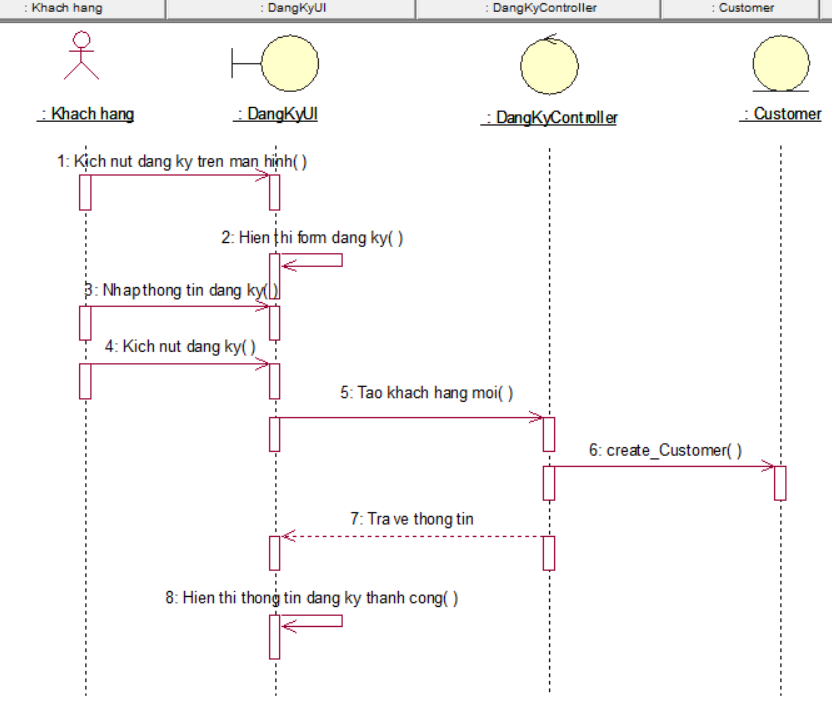 : Khach hang
: DangKyUI
: DangKyController
: Customer
: Khach hang
: DangKyUI
: DangKyController
: Customer
1: Kich nut dang ky tren man hinh( )
2: Hien thi form dang ky( )
3: Nhap thong tin dang ky( )
4: Kich nut dang ky( )
5: Tao khach hang moi( )
6: create_Customer( )
7: Tra ve thong tin
8: Hien thi thong tin dang ky thanh cong( )